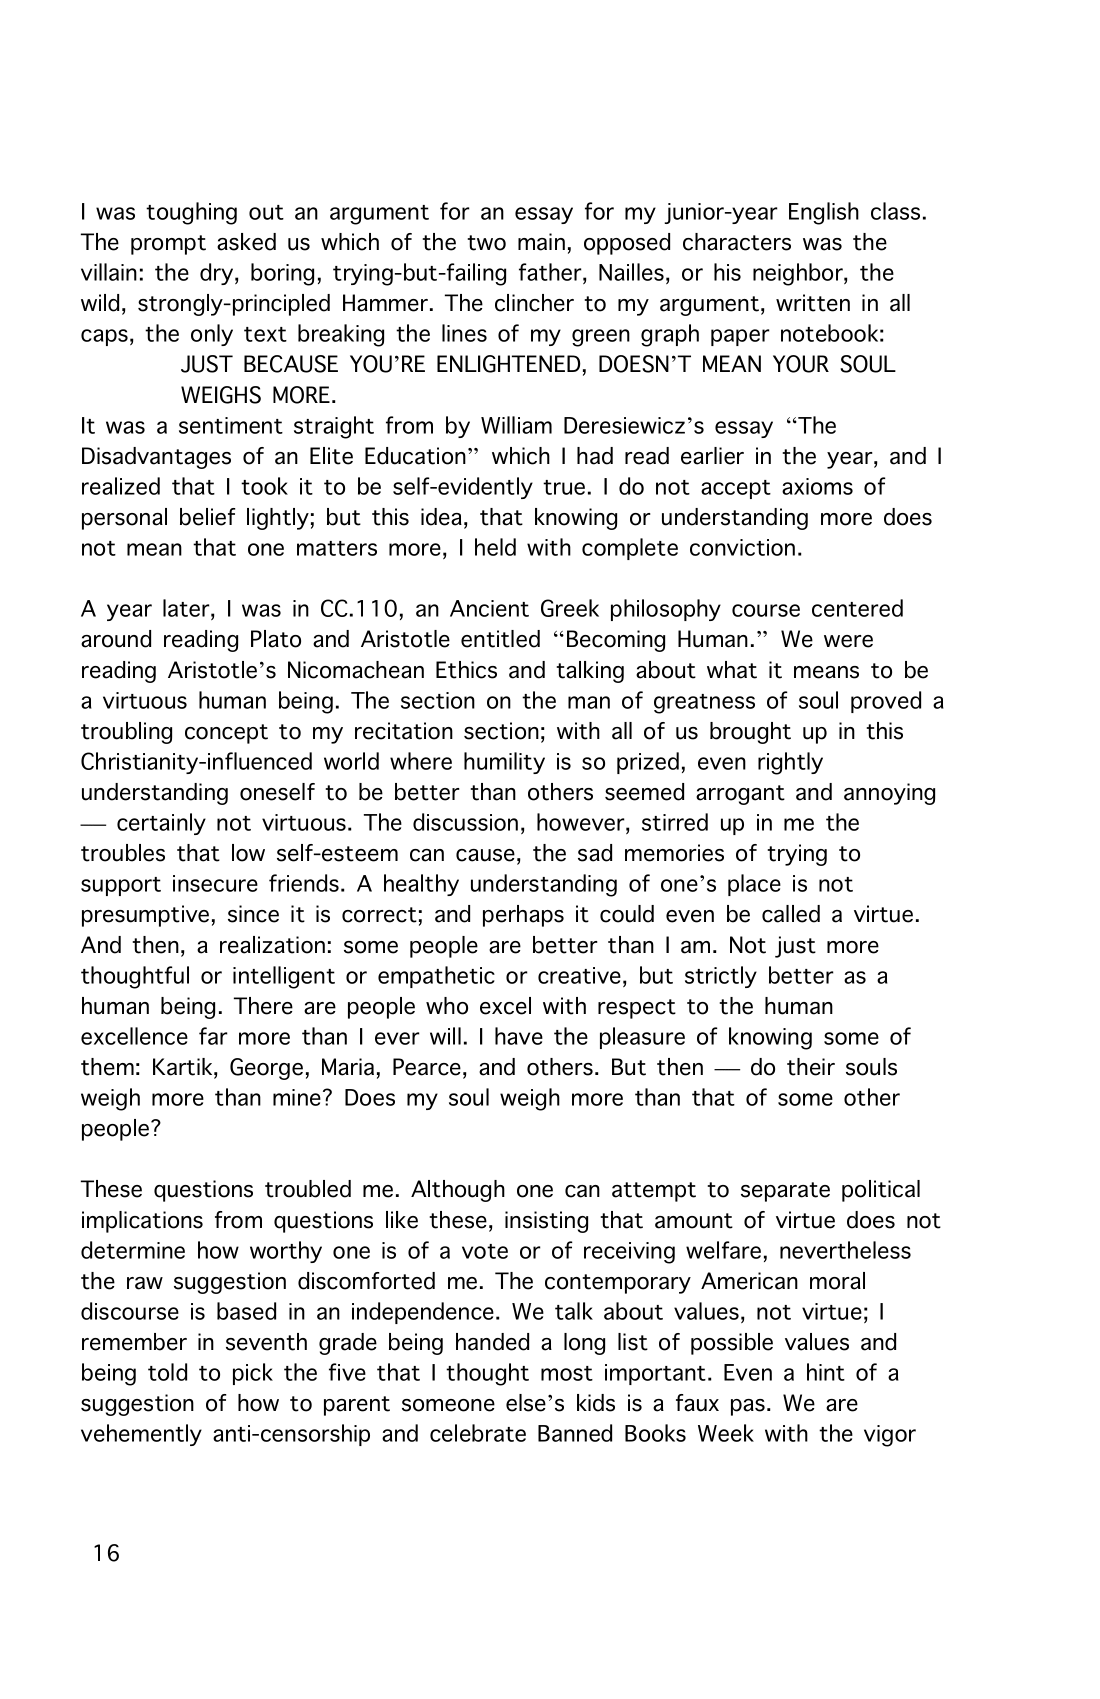 I was toughing out an argument for an essay for my junior-year English class.
The prompt asked us which of the two main, opposed characters was the
villain: the dry, boring, trying-but-failing father, Nailles, or his neighbor, the
wild, strongly-principled Hammer. The clincher to my argument, written in all
caps, the only text breaking the lines of my green graph paper notebook:
JUST BECAUSE YOU’RE ENLIGHTENED, DOESN’T MEAN YOUR SOUL
WEIGHS MORE.
It was a sentiment straight from by William Deresiewicz’s essay “The
Disadvantages of an Elite Education” which I had read earlier in the year, and I
realized that I took it to be self-evidently true. I do not accept axioms of
personal belief lightly; but this idea, that knowing or understanding more does
not mean that one matters more, I held with complete conviction.
A year later, I was in CC.110, an Ancient Greek philosophy course centered
around reading Plato and Aristotle entitled “Becoming Human.” We were
reading Aristotle’s Nicomachean Ethics and talking about what it means to be
a virtuous human being. The section on the man of greatness of soul proved a
troubling concept to my recitation section; with all of us brought up in this
Christianity-influenced world where humility is so prized, even rightly
understanding oneself to be better than others seemed arrogant and annoying
— certainly not virtuous. The discussion, however, stirred up in me the
troubles that low self-esteem can cause, the sad memories of trying to
support insecure friends. A healthy understanding of one’s place is not
presumptive, since it is correct; and perhaps it could even be called a virtue.
And then, a realization: some people are better than I am. Not just more
thoughtful or intelligent or empathetic or creative, but strictly better as a
human being. There are people who excel with respect to the human
excellence far more than I ever will. I have the pleasure of knowing some of
them: Kartik, George, Maria, Pearce, and others. But then — do their souls
weigh more than mine? Does my soul weigh more than that of some other
people?
These questions troubled me. Although one can attempt to separate political
implications from questions like these, insisting that amount of virtue does not
determine how worthy one is of a vote or of receiving welfare, nevertheless
the raw suggestion discomforted me. The contemporary American moral
discourse is based in an independence. We talk about values, not virtue; I
remember in seventh grade being handed a long list of possible values and
being told to pick the five that I thought most important. Even a hint of a
suggestion of how to parent someone else’s kids is a faux pas. We are
vehemently anti-censorship and celebrate Banned Books Week with the vigor
16